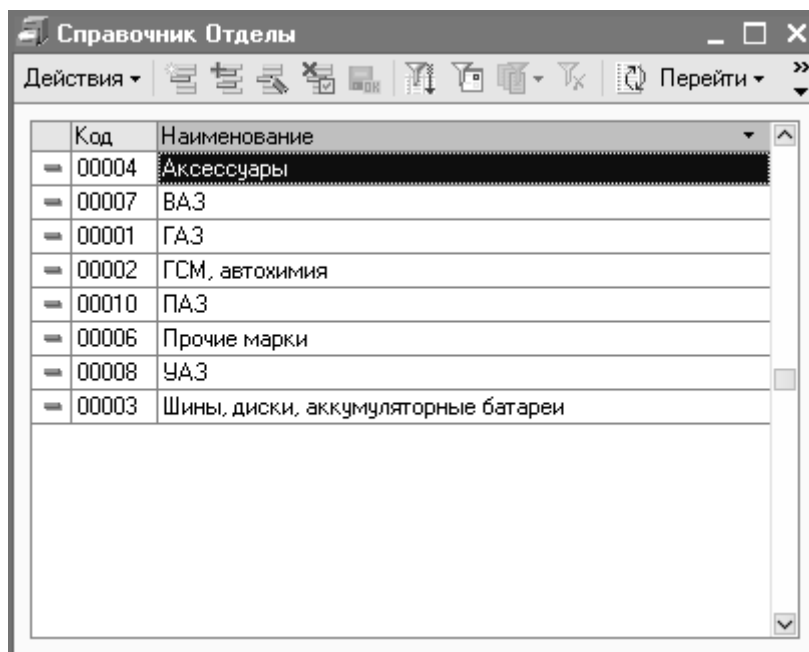 Справочник Отделы
Действия Перейти
Код Наименование
00004 Аксессуары
00007 ВАЗ
00001 ГАЗ
00002 ГСМ, автохимия
00010 ПАЗ
00006 Прочие марки
00008 УАЗ
00003 Шины, диски, аккумуляторные батареи